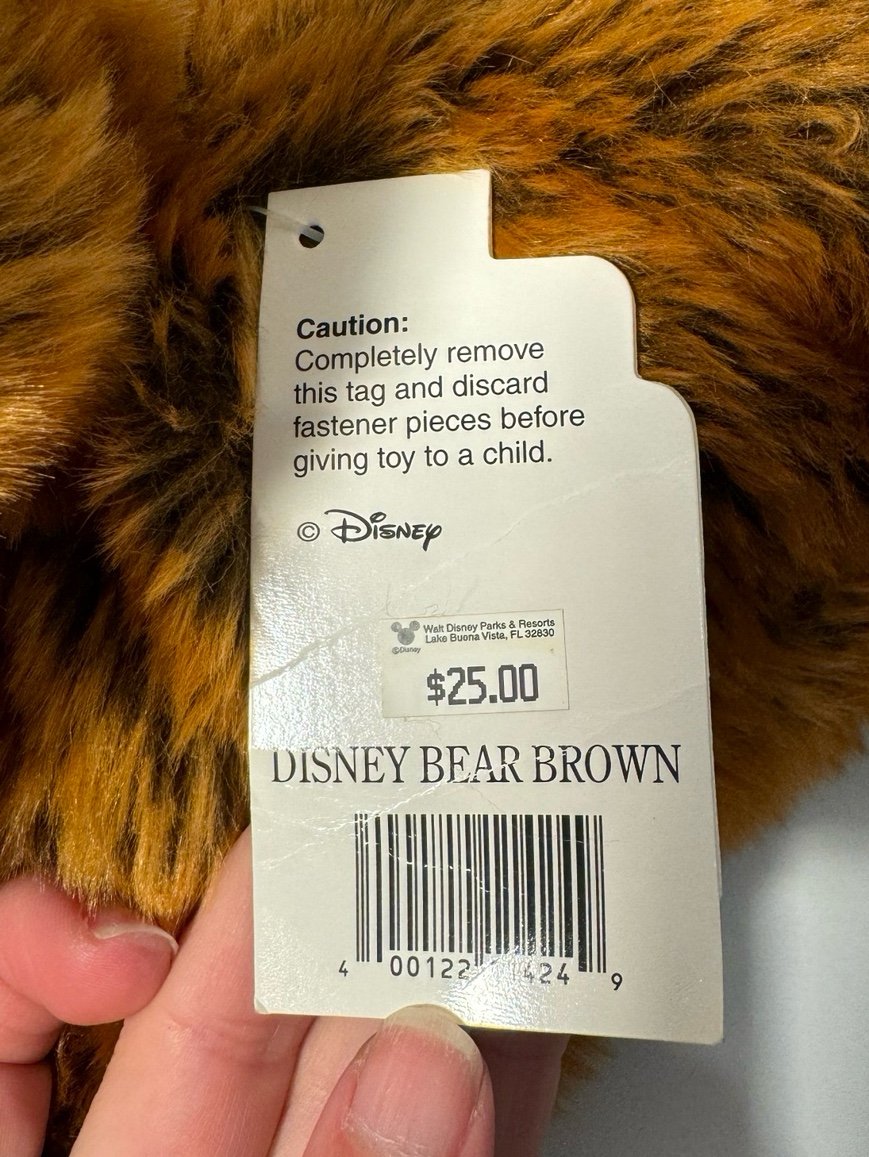 Caution:
Completely remove
this tag and discard
fastener pieces before
giving toy to a child.
© Disney
Walt Disney Parks & Resorts
Lake Buena Vista, FL 32830
©Disney
$25.00
DISNEY BEAR BROWN
4 00122 1424 9